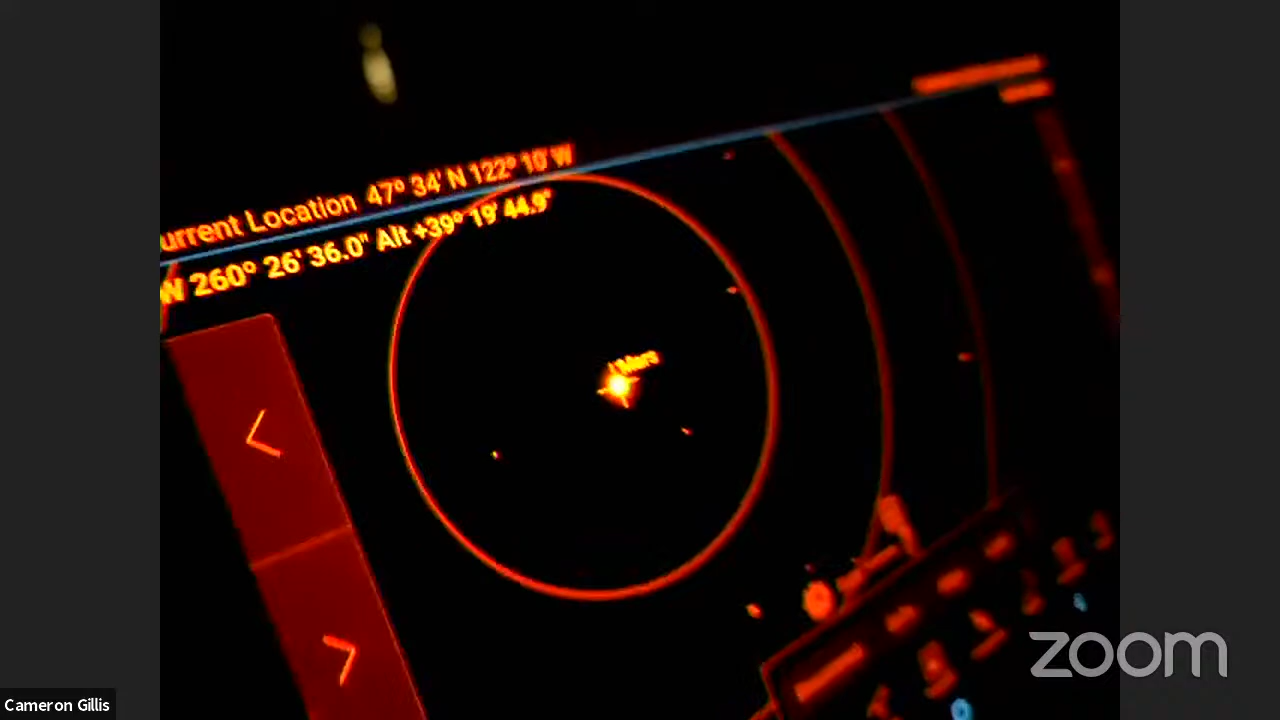 urrent Location 47° 34' N 122° 10' W
W 260° 26' 36.0" Alt +39° 19' 44.9"
Mars
zoom
Cameron Gillis